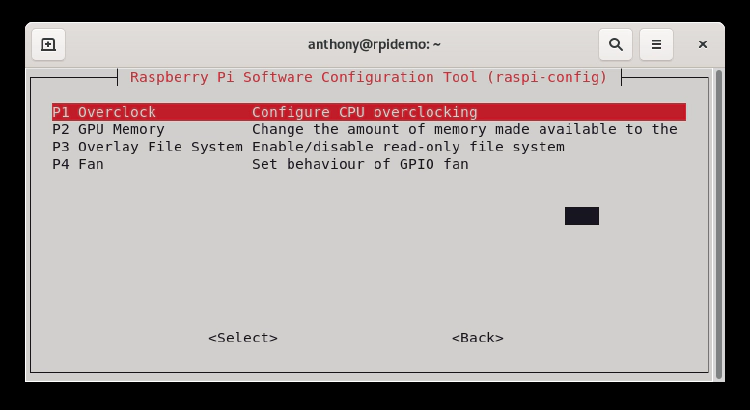 anthony@rpidemo: ~
Raspberry Pi Software Configuration Tool (raspi-config)
P1 Overclock Configure CPU overclocking
P2 GPU Memory Change the amount of memory made available to the
P3 Overlay File System Enable/disable read-only file system
P4 Fan Set behaviour of GPIO fan
<Select> <Back>